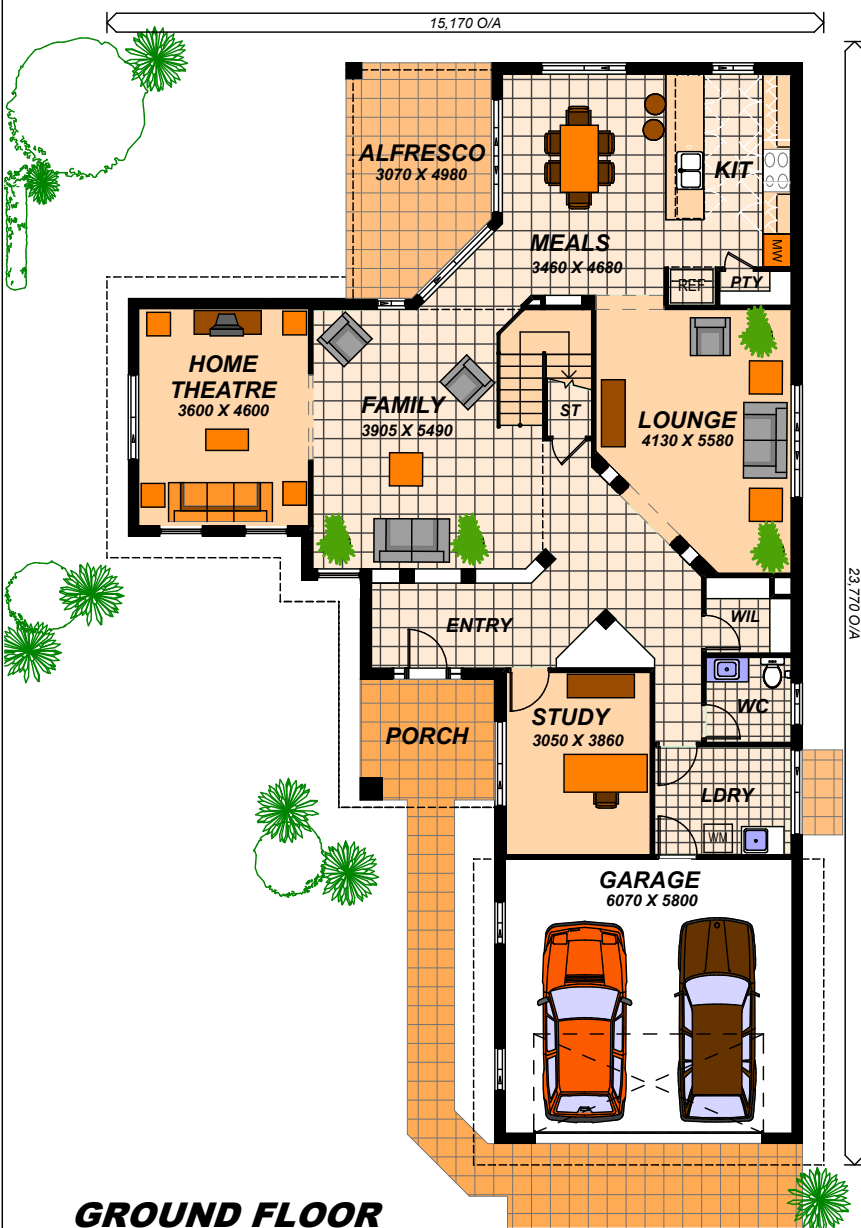 15,170 O/A
ALFRESCO
3070 X 4980
KIT
MEALS
3460 X 4680
MW
REF
PTY
HOME
THEATRE
3600 X 4600
FAMILY
3905 X 5490
ST
LOUNGE
4130 X 5580
23,770 O/A
ENTRY
WIL
WC
PORCH
STUDY
3050 X 3860
LDRY
WM
GARAGE
6070 X 5800
GROUND FLOOR